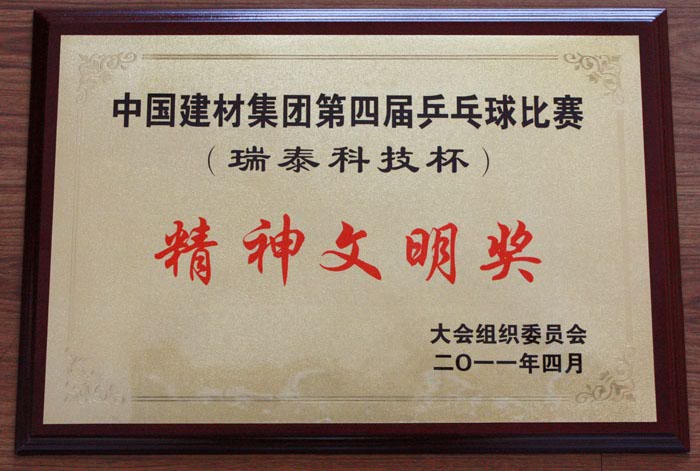 中国建材集团第四届乒乓球比赛
（瑞泰科技杯）
精神文明奖
大会组织委员会
二〇一一年四月